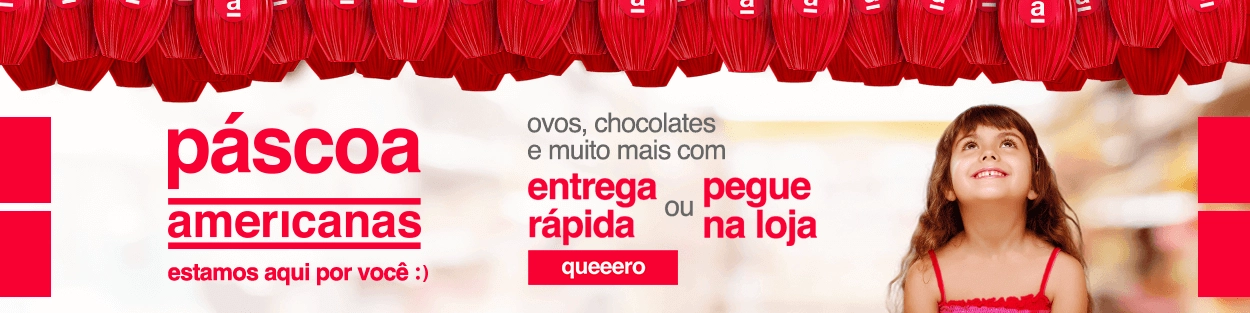 páscoa
americanas
estamos aqui por você :)
ovos, chocolates
e muito mais com
entrega
rápida
ou
pegue
na loja
queeero